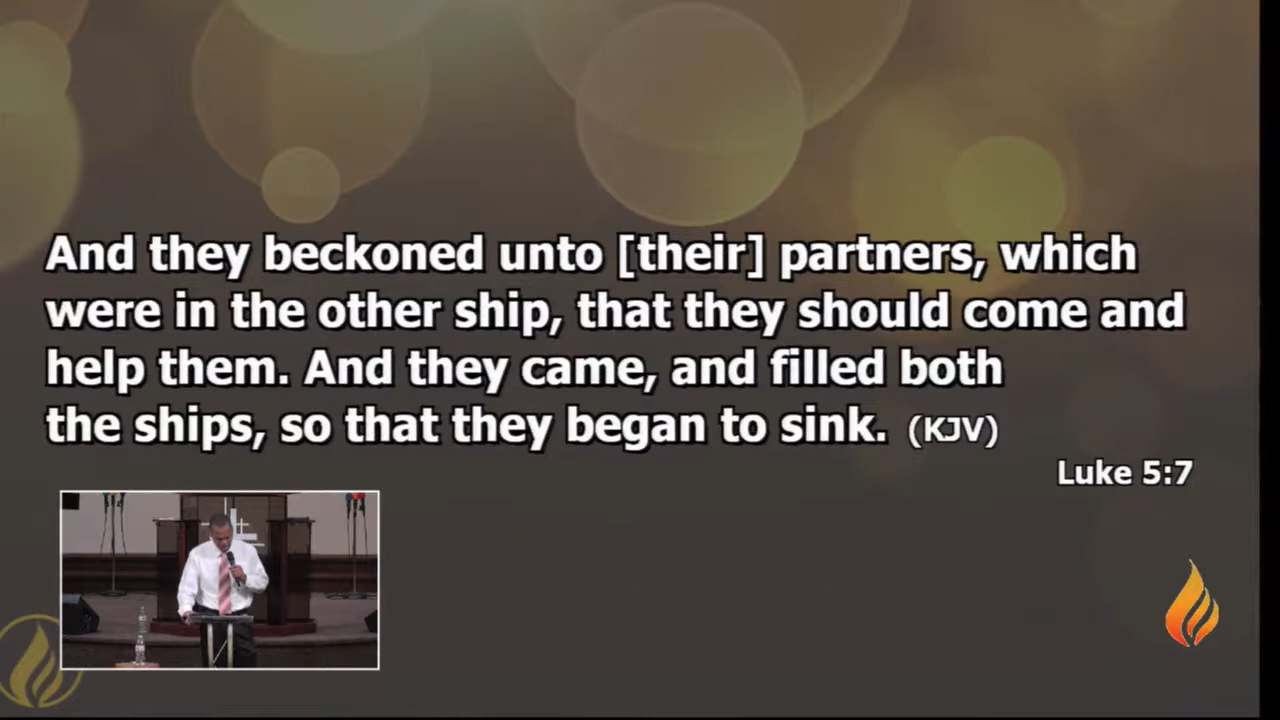 And they beckoned unto [their] partners, which
were in the other ship, that they should come and
help them. And they came, and filled both
the ships, so that they began to sink. (KJV)
Luke 5:7